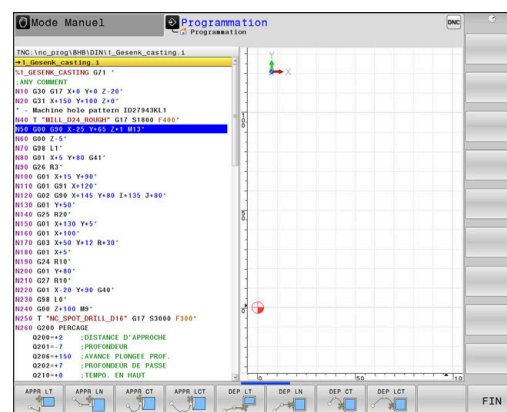 Mode Manuel
Programmation
Programmation
DNC
TNC:\nc_prog\BHB\DIN\1_Gesenk_casting.i
→1_Gesenk_casting.i
%1_GESENK_CASTING G71 *
;ANY COMMENT
N10 G30 G17 X+0 Y+0 Z-20*
N20 G31 X+150 Y+100 Z+0*
* - Machine hole pattern ID27943KL1
N40 T "MILL_D24_ROUGH" G17 S1800 F400*
N50 G00 G90 X-25 Y+65 Z+1 M13*
N60 G00 Z-5*
N70 G98 L1*
N80 G01 X+5 Y+80 G41*
N90 G26 R3*
N100 G01 X+15 Y+90*
N110 G01 G91 X+120*
N120 G02 G90 X+145 Y+80 I+135 J+80*
N130 G01 Y+50*
N140 G25 R20*
N150 G01 X+130 Y+5*
N160 G01 X+100*
N170 G03 X+50 Y+12 R+30*
N180 G01 X+5*
N190 G24 R10*
N200 G01 Y+80*
N210 G27 R10*
N220 G01 X-20 Y+90 G40*
N230 G98 L0*
N240 G00 Z+100 M9*
N250 T "NC_SPOT_DRILL_D16" G17 S3000 F300*
N260 G200 PERCAGE
Q200=+2 ;DISTANCE D'APPROCHE
Q201=-7 ;PROFONDEUR
Q206=+150 ;AVANCE PLONGEE PROF.
Q202=+7 ;PROFONDEUR DE PASSE
Q210=+0 ;TEMPO. EN HAUT
Y
X
100
50
0
0
50
10
APPR LT
APPR LN
APPR CT
APPR LCT
DEP LT
DEP LN
DEP CT
DEP LCT
FIN